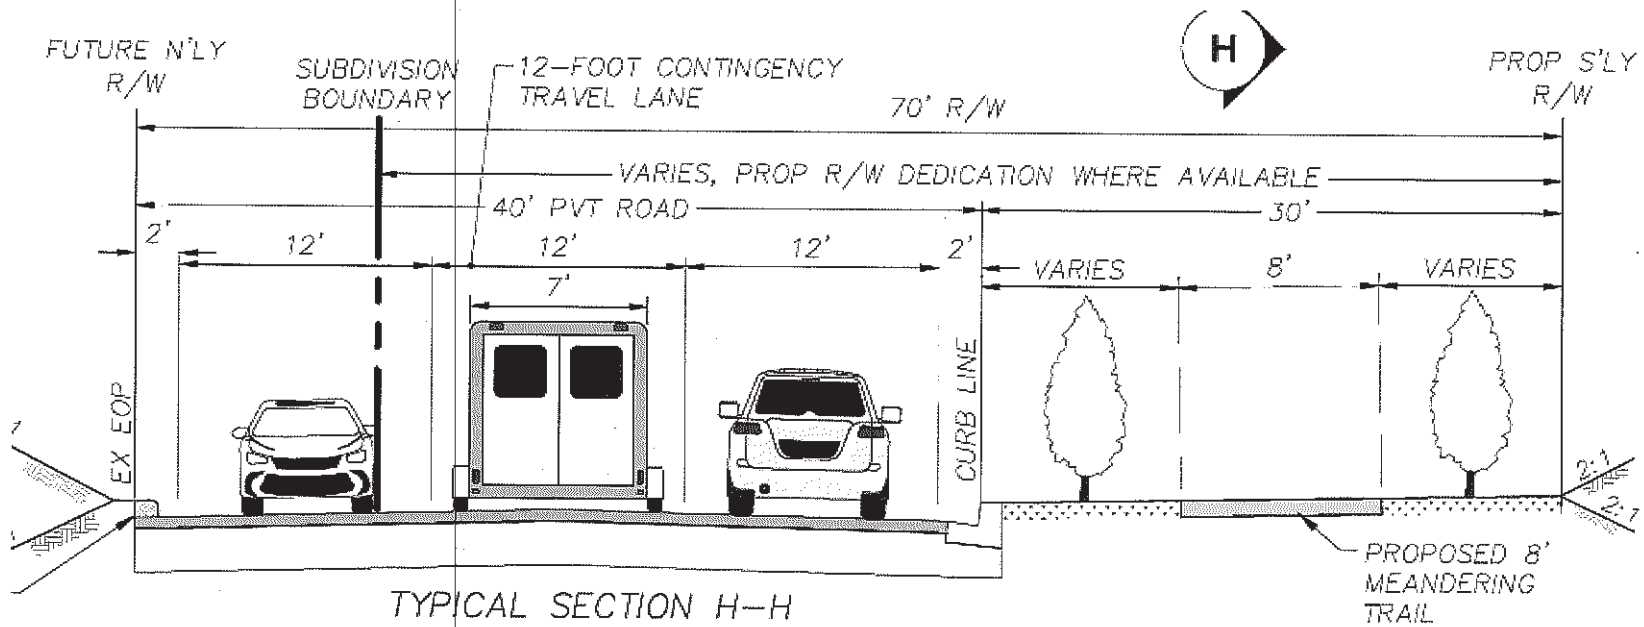 FUTURE N'LY
R/W
SUBDIVISION
BOUNDARY
12-FOOT CONTINGENCY
TRAVEL LANE
H
PROP S'LY
R/W
70' R/W
VARIES, PROP R/W DEDICATION WHERE AVAILABLE
40' PVT ROAD
30'
2'
12'
12'
12'
2'
VARIES
8'
VARIES
7'
EX EOP
CURB LINE
2:1
2:1
PROPOSED 8'
MEANDERING
TRAIL
TYPICAL SECTION H-H